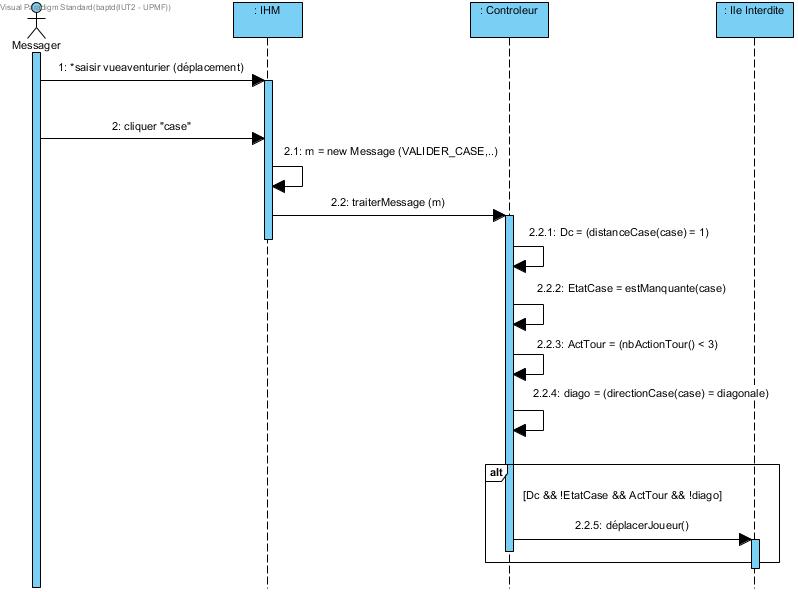 Visual Paradigm Standard(baptd(IUT2 - UPMF))
: IHM
: Controleur
: Ile Interdite
Messager
1: *saisir vueaventurier (déplacement)
2: cliquer "case"
2.1: m = new Message (VALIDER_CASE,..)
2.2: traiterMessage (m)
2.2.1: Dc = (distanceCase(case) = 1)
2.2.2: EtatCase = estManquante(case)
2.2.3: ActTour = (nbActionTour() < 3)
2.2.4: diago = (directionCase(case) = diagonale)
alt
[Dc && !EtatCase && ActTour && !diago]
2.2.5: déplacerJoueur()